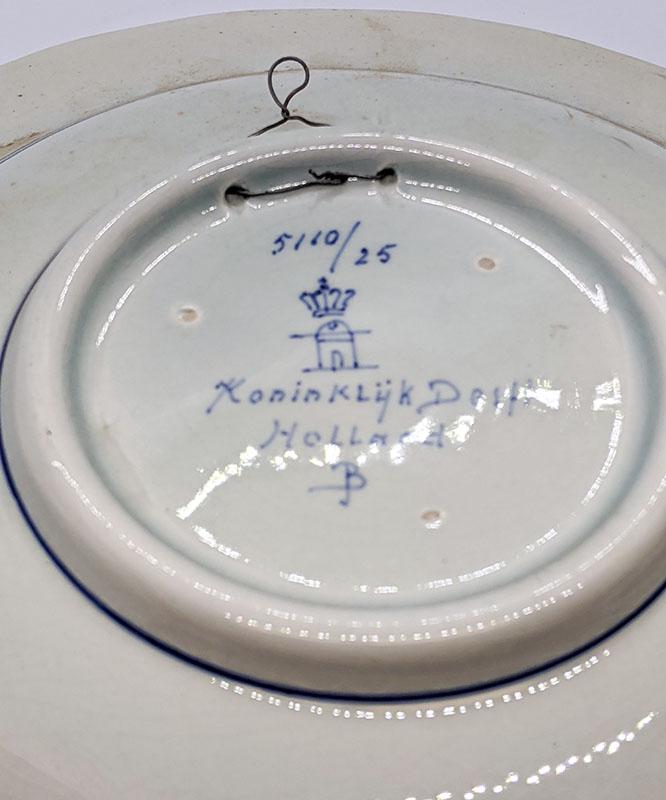 5110/25
Koninklijk Delft
Holland
B